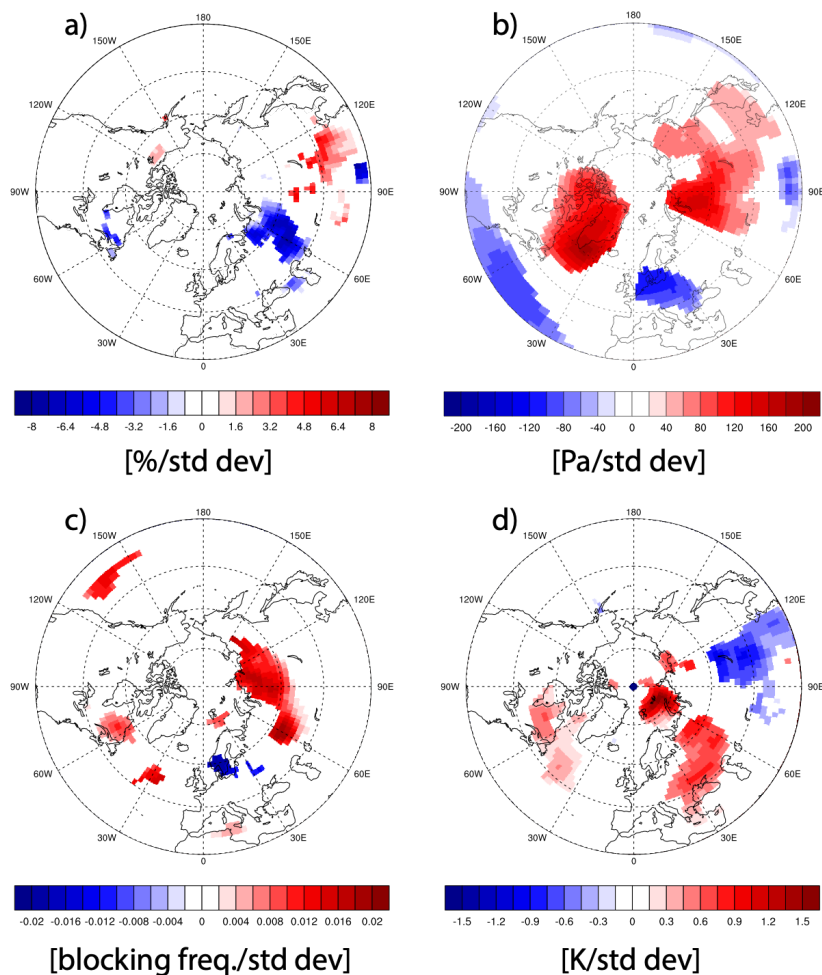 a)
180
150W
150E
120W
120E
90W
90E
60W
60E
30W
30E
0
-8 -6.4 -4.8 -3.2 -1.6 0 1.6 3.2 4.8 6.4 8
[%/std dev]
b)
180
150W
150E
120W
120E
90W
90E
60W
60E
30W
30E
0
-200 -160 -120 -80 -40 0 40 80 120 160 200
[Pa/std dev]
c)
180
150W
150E
120W
120E
90W
90E
60W
60E
30W
30E
0
-0.02 -0.016 -0.012 -0.008 -0.004 0 0.004 0.008 0.012 0.016 0.02
[blocking freq./std dev]
d)
180
150W
150E
120W
120E
90W
90E
60W
60E
30W
30E
0
-1.5 -1.2 -0.9 -0.6 -0.3 0 0.3 0.6 0.9 1.2 1.5
[K/std dev]